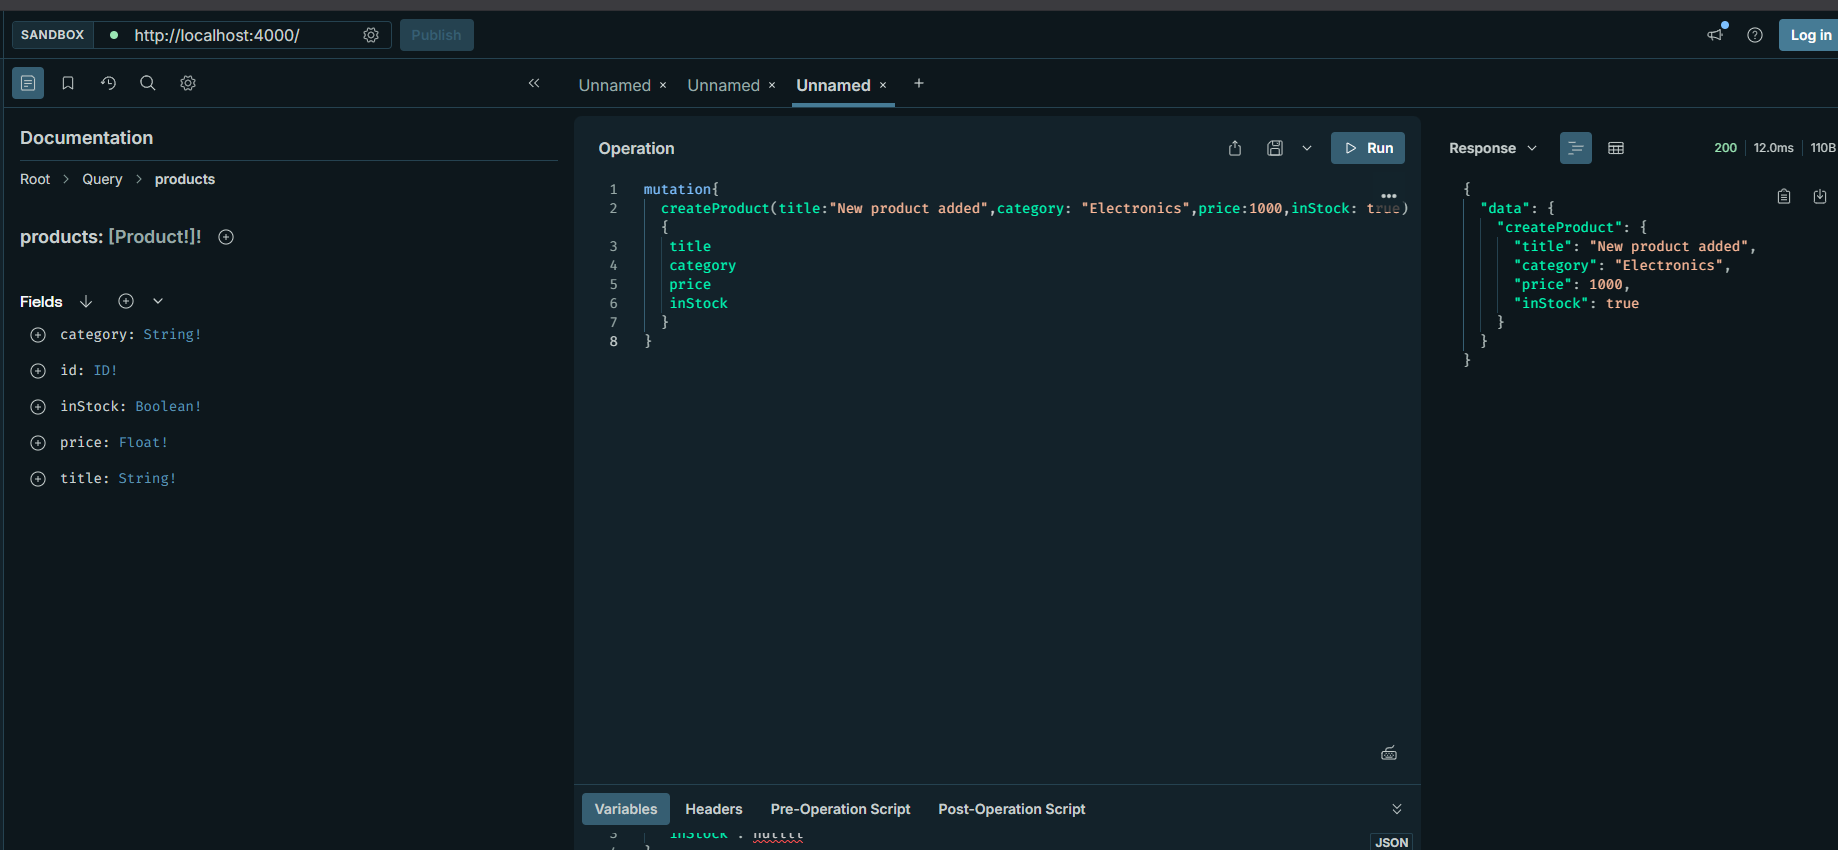 SANDBOX http://localhost:4000/ Publish Log in
Unnamed × Unnamed × Unnamed × +
Documentation
Root > Query > products
products: [Product!]!
Fields
category: String!
id: ID!
inStock: Boolean!
price: Float!
title: String!
Operation
Run
1 mutation{
2 createProduct(title:"New product added",category: "Electronics",price:1000,inStock: true)
{
3 title
4 category
5 price
6 inStock
7 }
8 }
Variables Headers Pre-Operation Script Post-Operation Script
JSON
Response 200 12.0ms 110B
{
"data": {
"createProduct": {
"title": "New product added",
"category": "Electronics",
"price": 1000,
"inStock": true
}
}
}